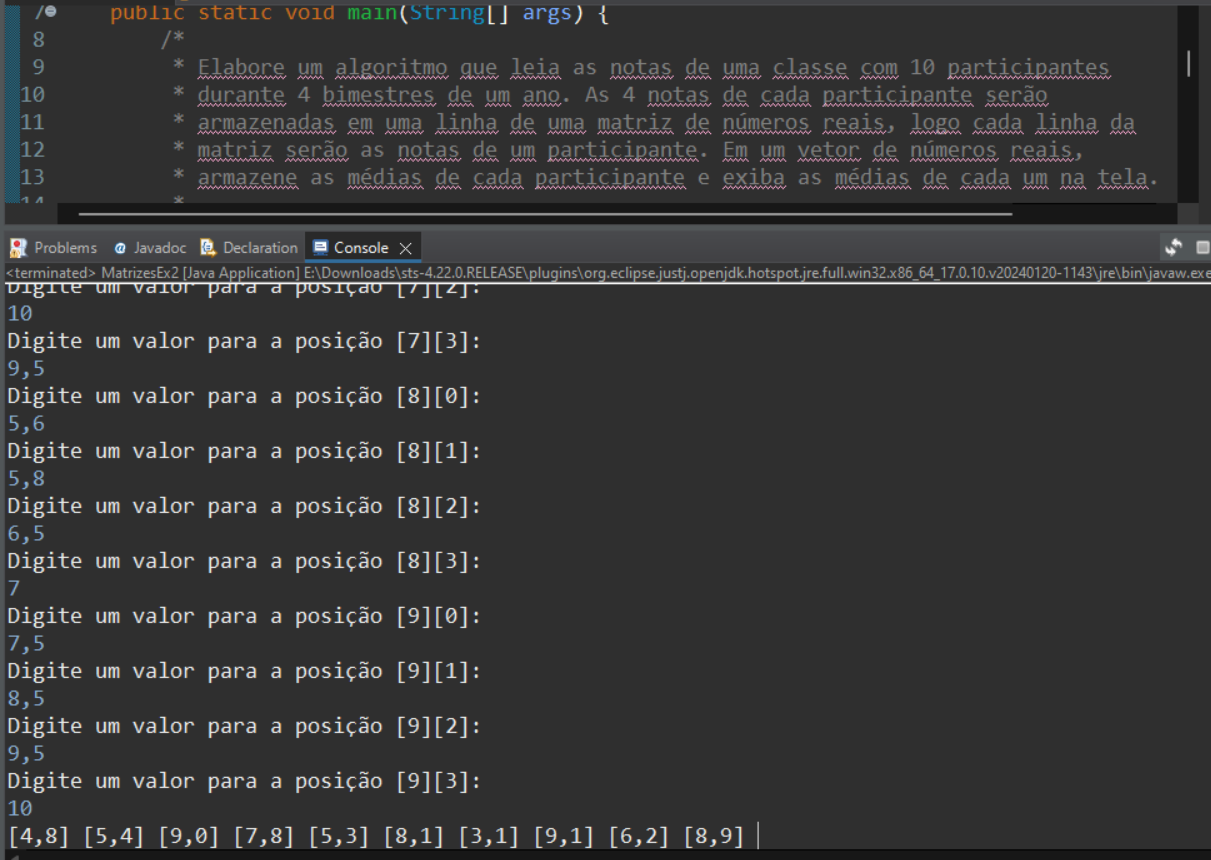 7 public static void main(String[] args) {
8 /*
9 * Elabore um algoritmo que leia as notas de uma classe com 10 participantes
10 * durante 4 bimestres de um ano. As 4 notas de cada participante serão
11 * armazenadas em uma linha de uma matriz de números reais, logo cada linha da
12 * matriz serão as notas de um participante. Em um vetor de números reais,
13 * armazene as médias de cada participante e exiba as médias de cada um na tela.
14 *
Problems @ Javadoc Declaration Console
<terminated> MatrizesEx2 [Java Application] E:\Downloads\sts-4.22.0.RELEASE\plugins\org.eclipse.justj.openjdk.hotspot.jre.full.win32.x86_64_17.0.10.v20240120-1143\jre\bin\javaw.exe
Digite um valor para a posição [7][2]:
10
Digite um valor para a posição [7][3]:
9,5
Digite um valor para a posição [8][0]:
5,6
Digite um valor para a posição [8][1]:
5,8
Digite um valor para a posição [8][2]:
6,5
Digite um valor para a posição [8][3]:
7
Digite um valor para a posição [9][0]:
7,5
Digite um valor para a posição [9][1]:
8,5
Digite um valor para a posição [9][2]:
9,5
Digite um valor para a posição [9][3]:
10
[4,8] [5,4] [9,0] [7,8] [5,3] [8,1] [3,1] [9,1] [6,2] [8,9]